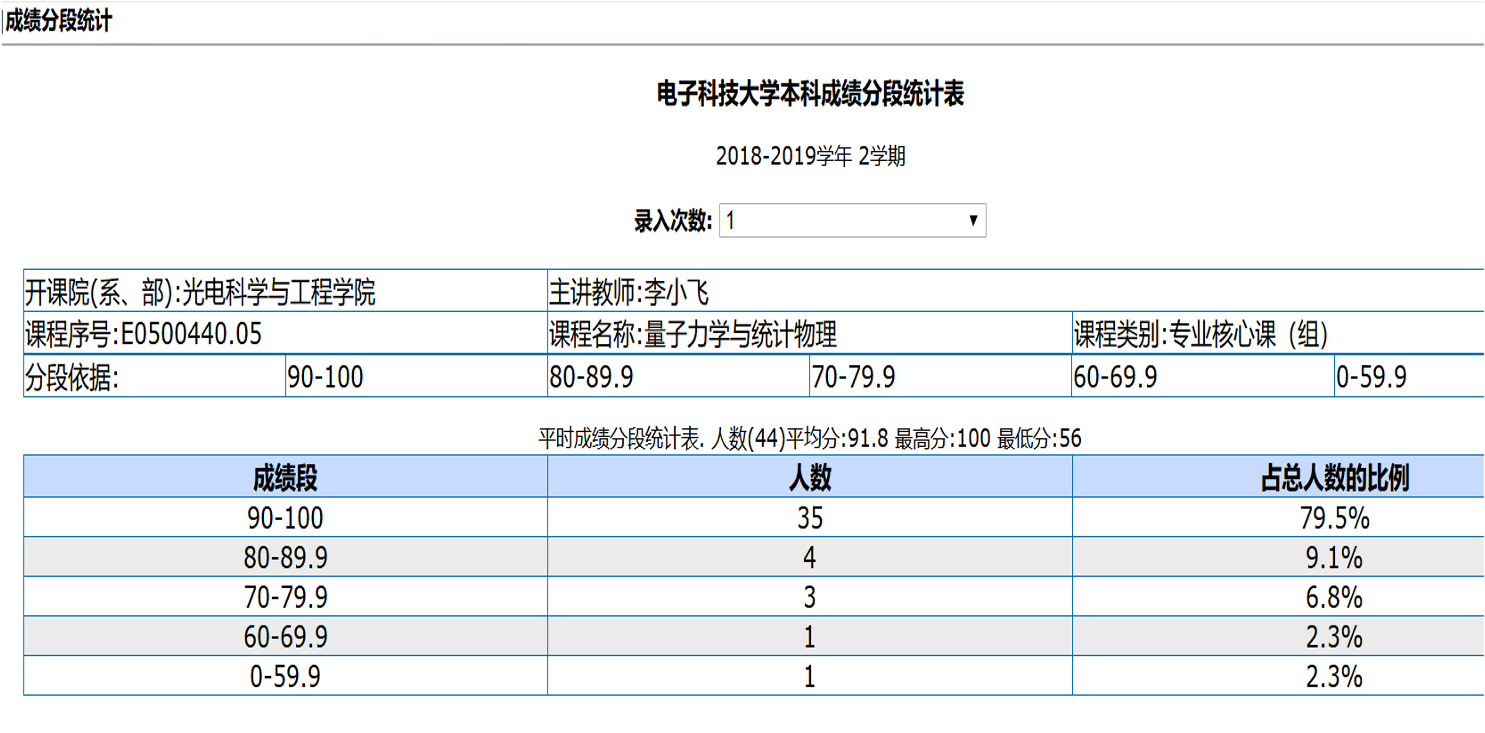 成绩分段统计
电子科技大学本科成绩分段统计表
2018-2019学年 2学期
录入次数: 1
开课院(系、部):光电科学与工程学院 主讲教师:李小飞
课程序号:E0500440.05 课程名称:量子力学与统计物理 课程类别:专业核心课（组）
分段依据: 90-100 80-89.9 70-79.9 60-69.9 0-59.9
平时成绩分段统计表. 人数(44)平均分:91.8 最高分:100 最低分:56
成绩段 人数 占总人数的比例
90-100 35 79.5%
80-89.9 4 9.1%
70-79.9 3 6.8%
60-69.9 1 2.3%
0-59.9 1 2.3%